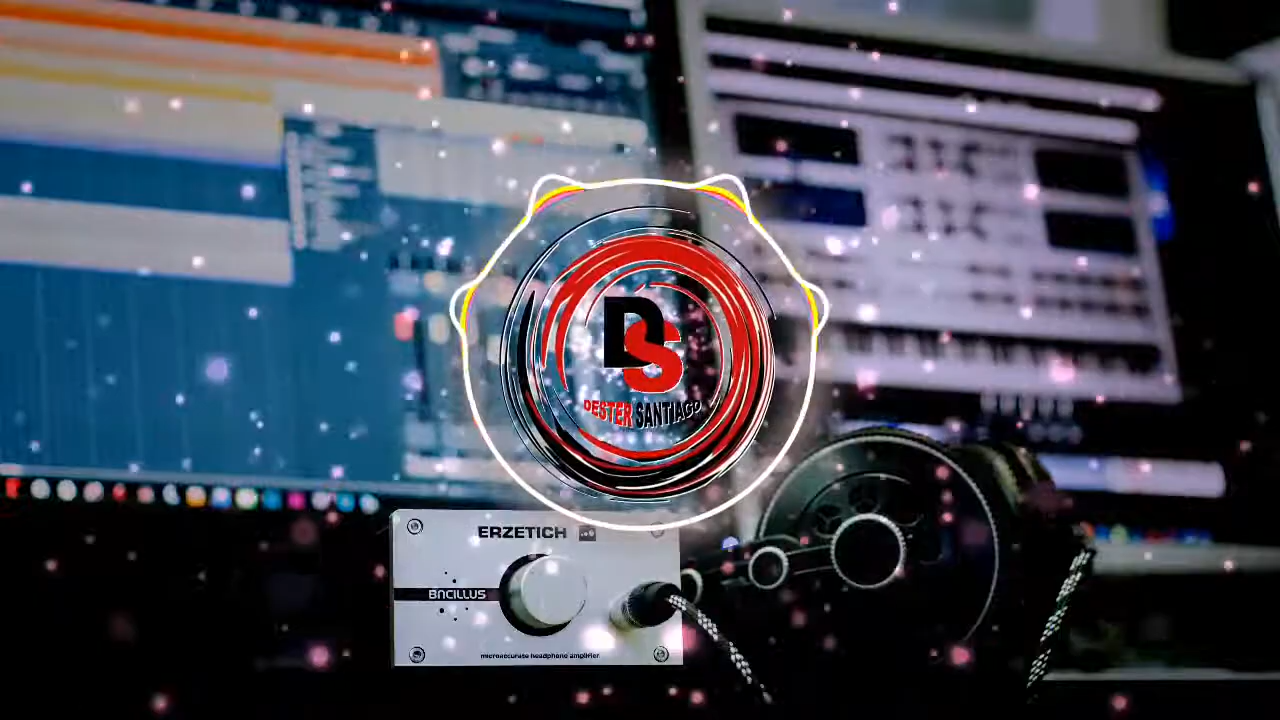 DS
DESTER SANTIAGO
ERZETICH
BACILLUS
microaccurate headphone amplifier